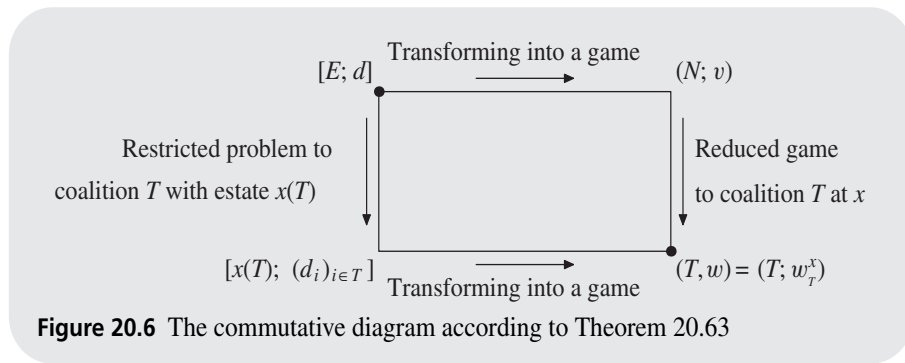 Transforming into a game
[E; d]
(N; v)
Restricted problem to
coalition T with estate x(T)
Reduced game
to coalition T at x
[x(T); (d_i)_{i∈T}]
(T, w) = (T; w_T^x)
Transforming into a game
Figure 20.6 The commutative diagram according to Theorem 20.63